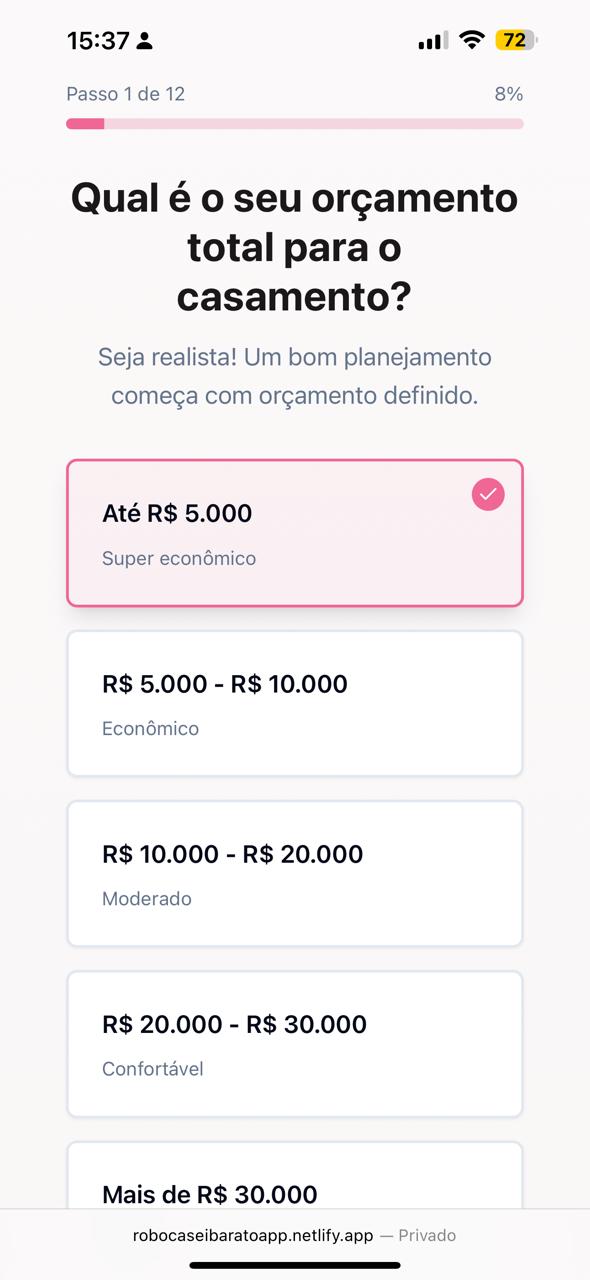 15:37
72
Passo 1 de 12
8%
Qual é o seu orçamento
total para o
casamento?
Seja realista! Um bom planejamento
começa com orçamento definido.
Até R$ 5.000
Super econômico
R$ 5.000 - R$ 10.000
Econômico
R$ 10.000 - R$ 20.000
Moderado
R$ 20.000 - R$ 30.000
Confortável
Mais de R$ 30.000
robocaseibaratoapp.netlify.app — Privado